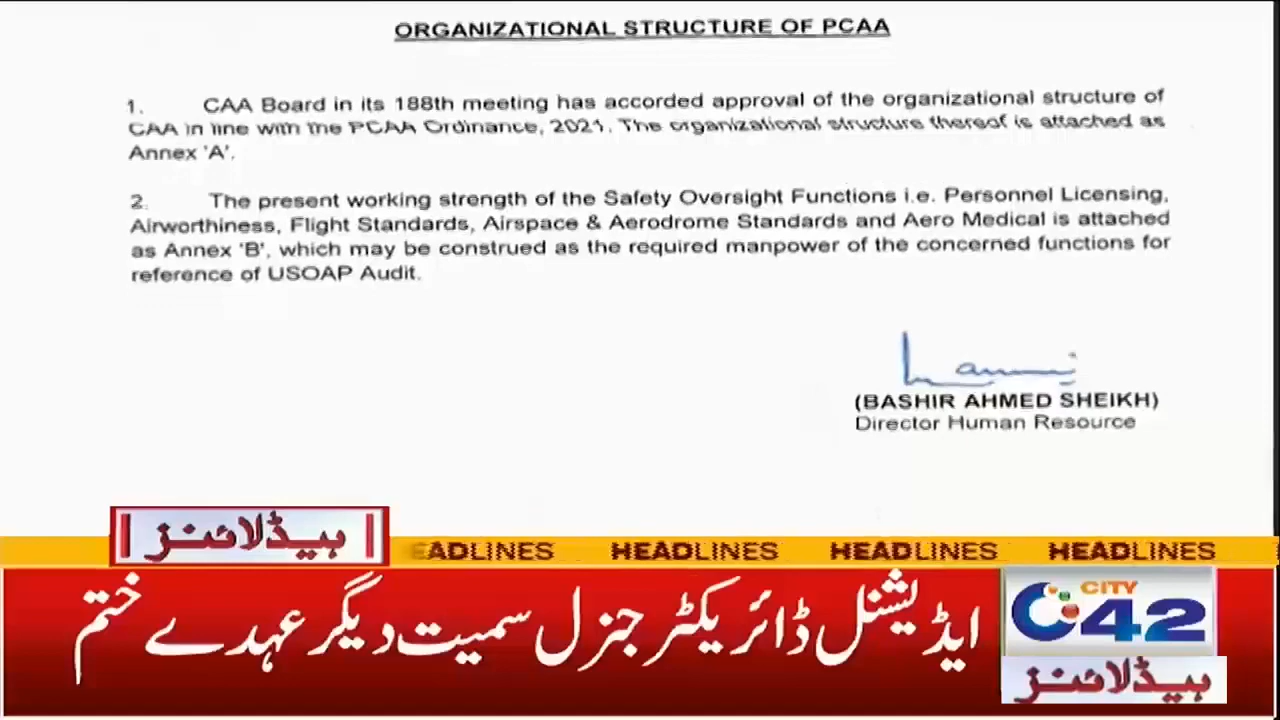 ORGANIZATIONAL STRUCTURE OF PCAA
1. CAA Board in its 188th meeting has accorded approval of the organizational structure of
CAA in line with the PCAA Ordinance, 2021. The organizational structure thereof is attached as
Annex 'A'.
2. The present working strength of the Safety Oversight Functions i.e. Personnel Licensing,
Airworthiness, Flight Standards, Airspace & Aerodrome Standards and Aero Medical is attached
as Annex 'B', which may be construed as the required manpower of the concerned functions for
reference of USOAP Audit.
(BASHIR AHMED SHEIKH)
Director Human Resource
ہیڈلائنز
EADLINES HEADLINES HEADLINES HEADLINES
ایڈیشنل ڈائریکٹر جنرل سمیت دیگر عہدے ختم
CITY
42
ہیڈلائنز